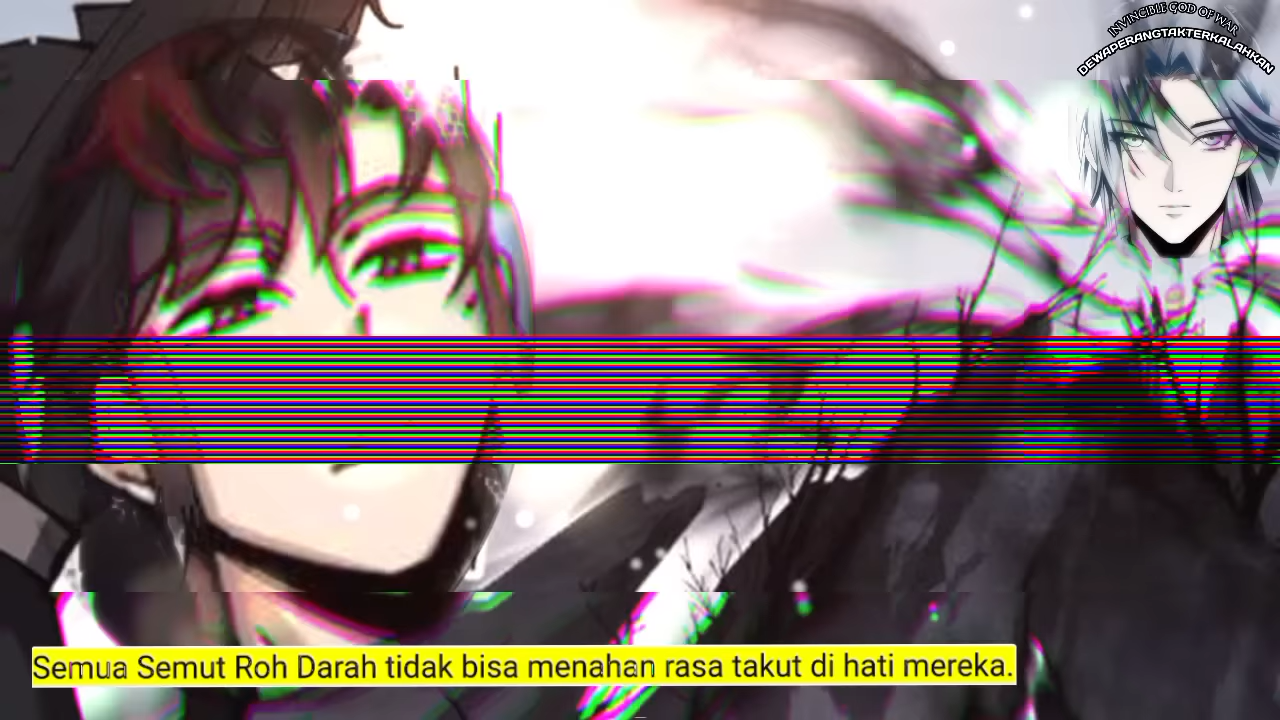 INVINCIBLE GOD OF WAR
DEWAPERANGTAKTERKALAHKAN
Semua Semut Roh Darah tidak bisa menahan rasa takut di hati mereka.